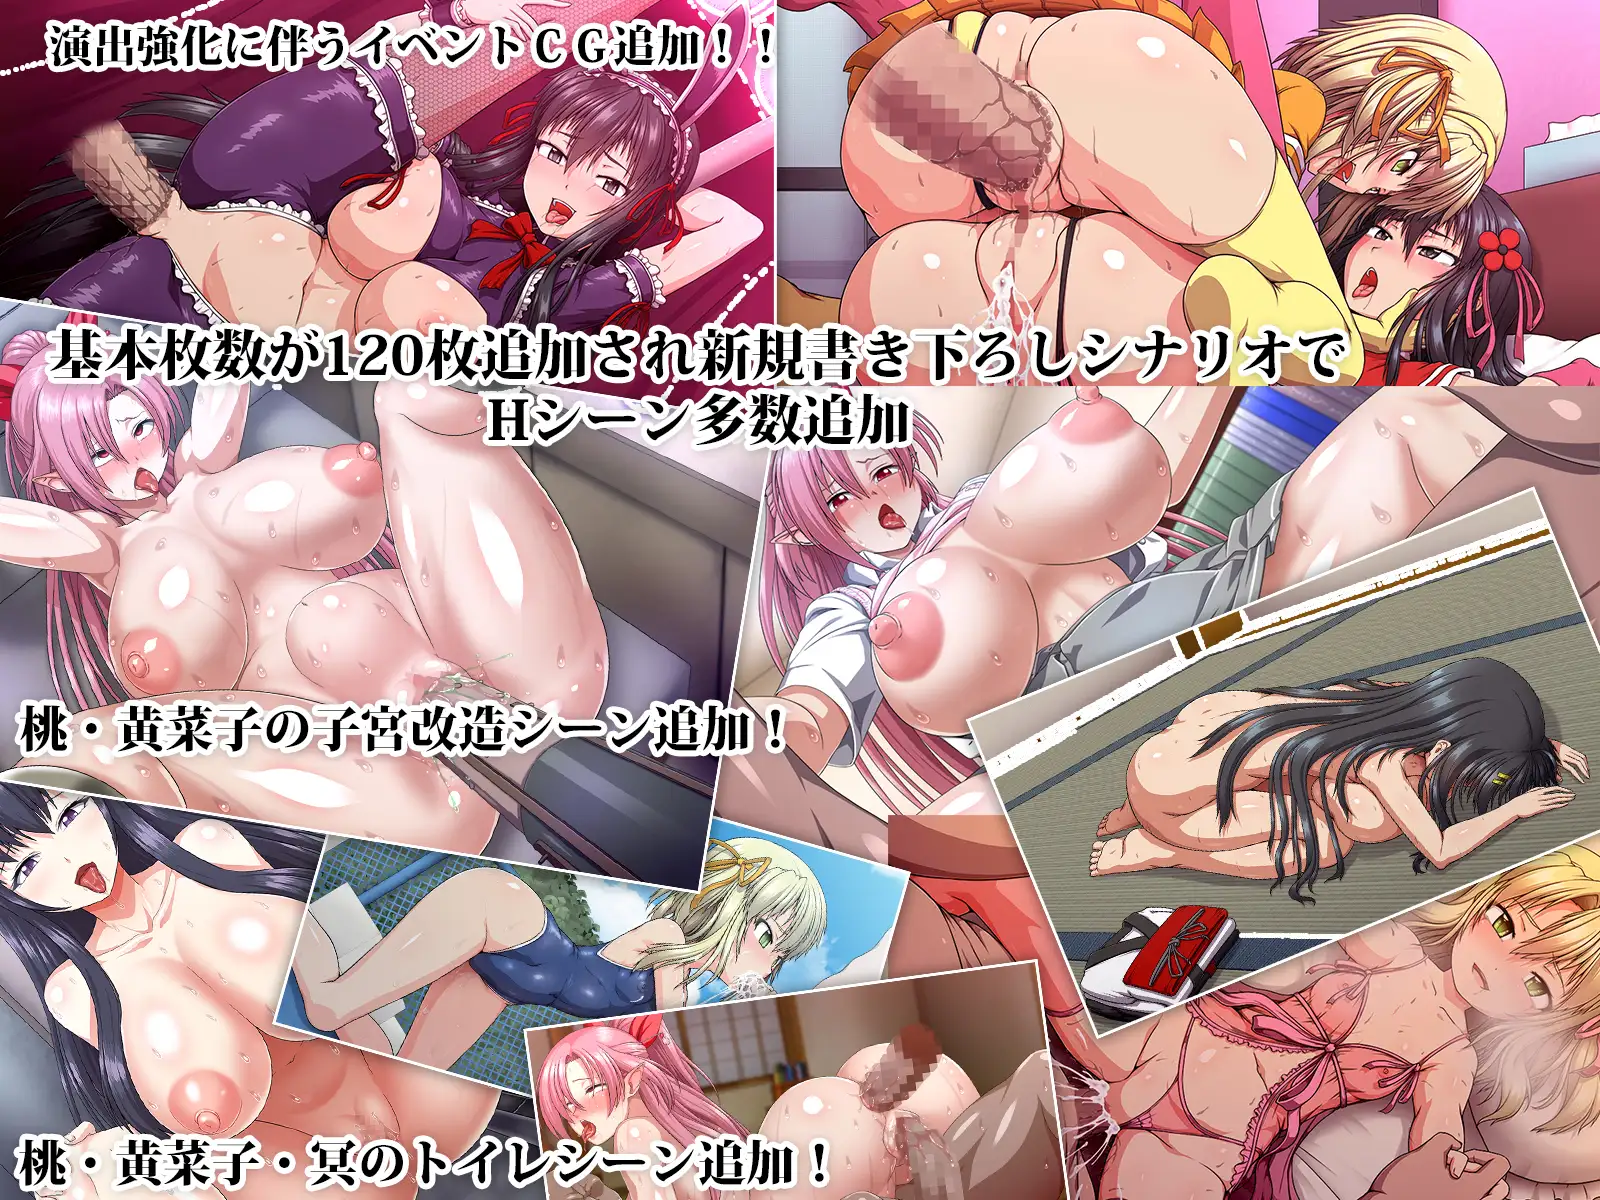 演出強化に伴うイベントＣＧ追加！！
基本枚数が120枚追加され新規書き下ろしシナリオで
Hシーン多数追加
桃・黄菜子の子宮改造シーン追加！
桃・黄菜子・冥のトイレシーン追加！